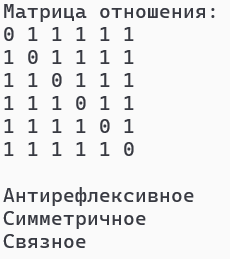 Матрица отношения:
0 1 1 1 1 1
1 0 1 1 1 1
1 1 0 1 1 1
1 1 1 0 1 1
1 1 1 1 0 1
1 1 1 1 1 0
Антирефлексивное
Симметричное
Связное